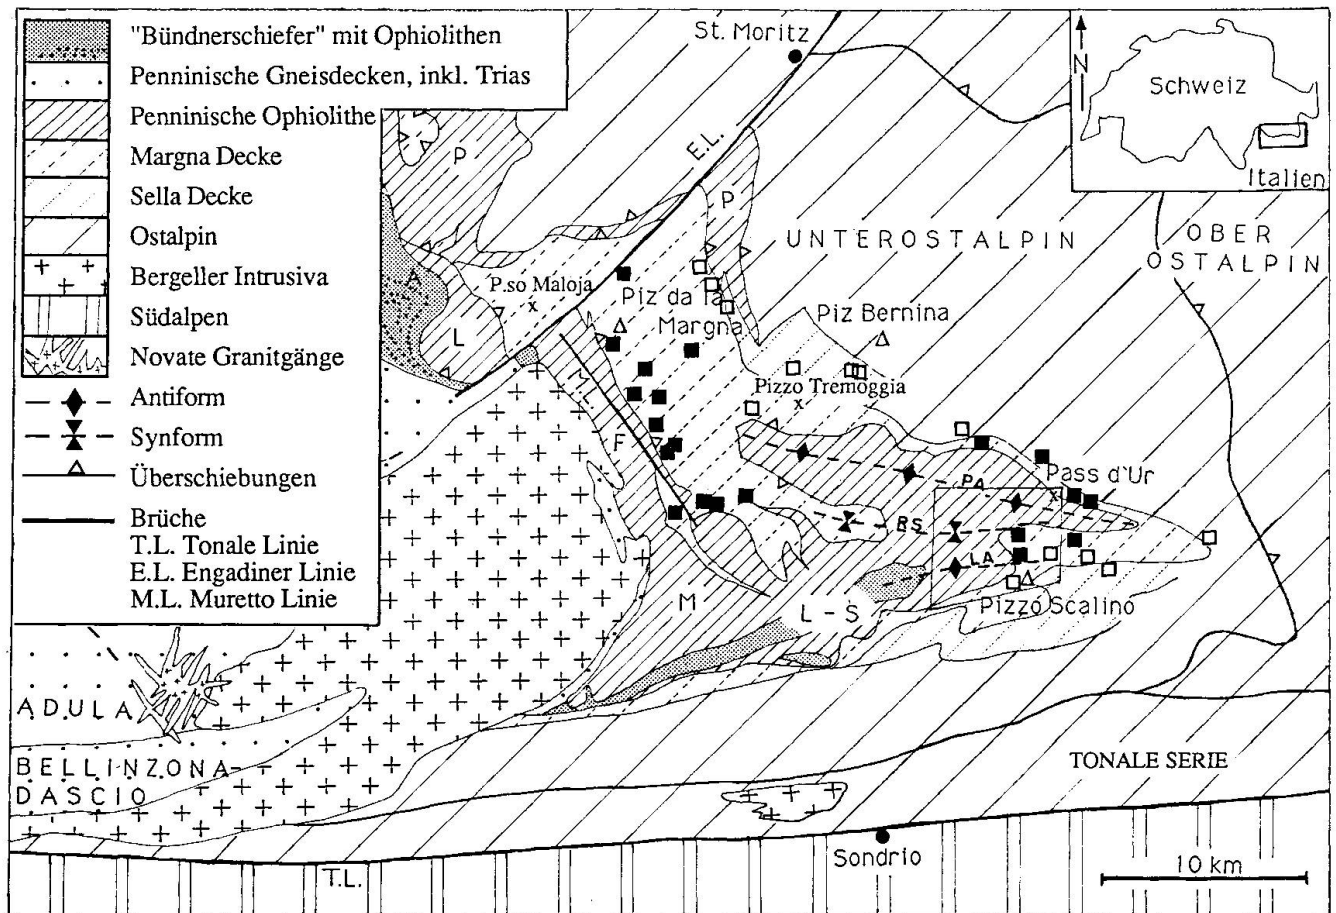 "Bündnerschiefer" mit Ophiolithen
Penninische Gneisdecken, inkl. Trias
Penninische Ophiolithe
Margna Decke
Sella Decke
Ostalpin
Bergeller Intrusiva
Südalpen
Novate Granitgänge
Antiform
Synform
Überschiebungen
Brüche
T.L. Tonale Linie
E.L. Engadiner Linie
M.L. Muretto Linie
St. Moritz
N
Schweiz
Italien
E.L.
P
P
UNTEROSTALPIN
OBER
OSTALPIN
A
P.so Maloja
x
L
Piz da la
Margna
Piz Bernina
Pizzo Tremoggia
x
F
Pass d'Ur
x
PA
RS
LA
M
L-S
Pizzo Scalino
ADULA
BELLINZONA-
DASCIO
TONALE SERIE
Sondrio
10 km
T.L.